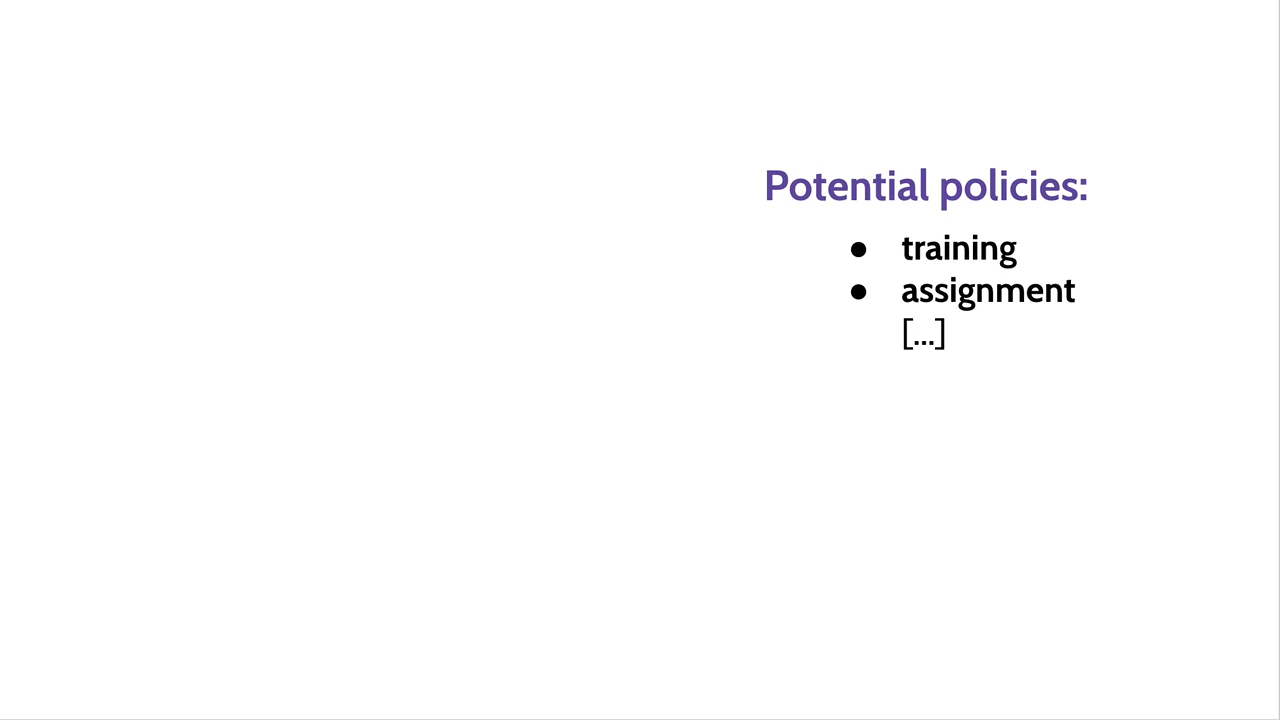 Potential policies:
● training
● assignment
[...]